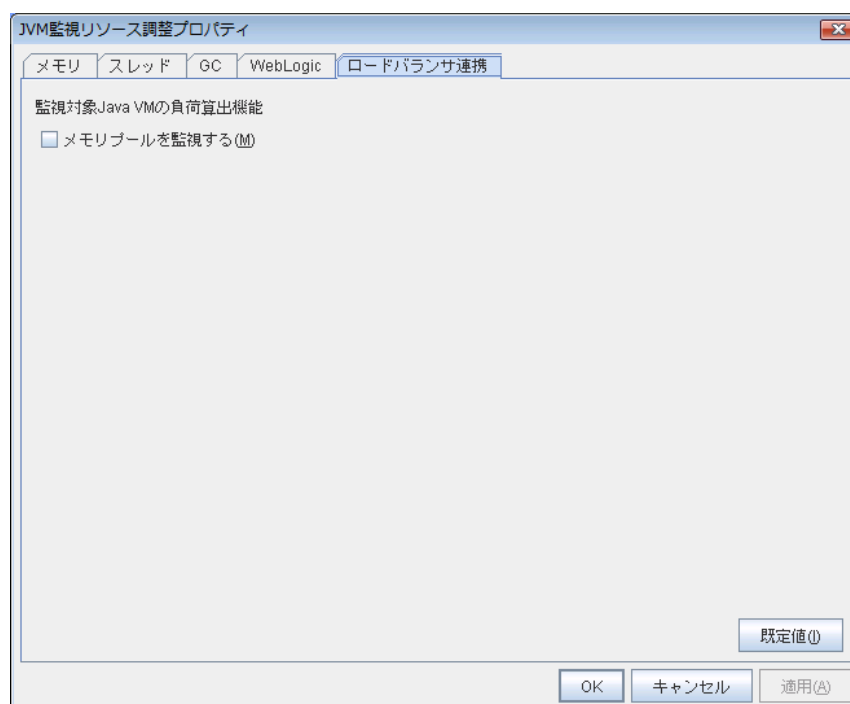 JVM監視リソース調整プロパティ
メモリ スレッド GC WebLogic ロードバランサ連携
監視対象Java VMの負荷算出機能
メモリプールを監視する(M)
既定値(I)
OK キャンセル 適用(A)